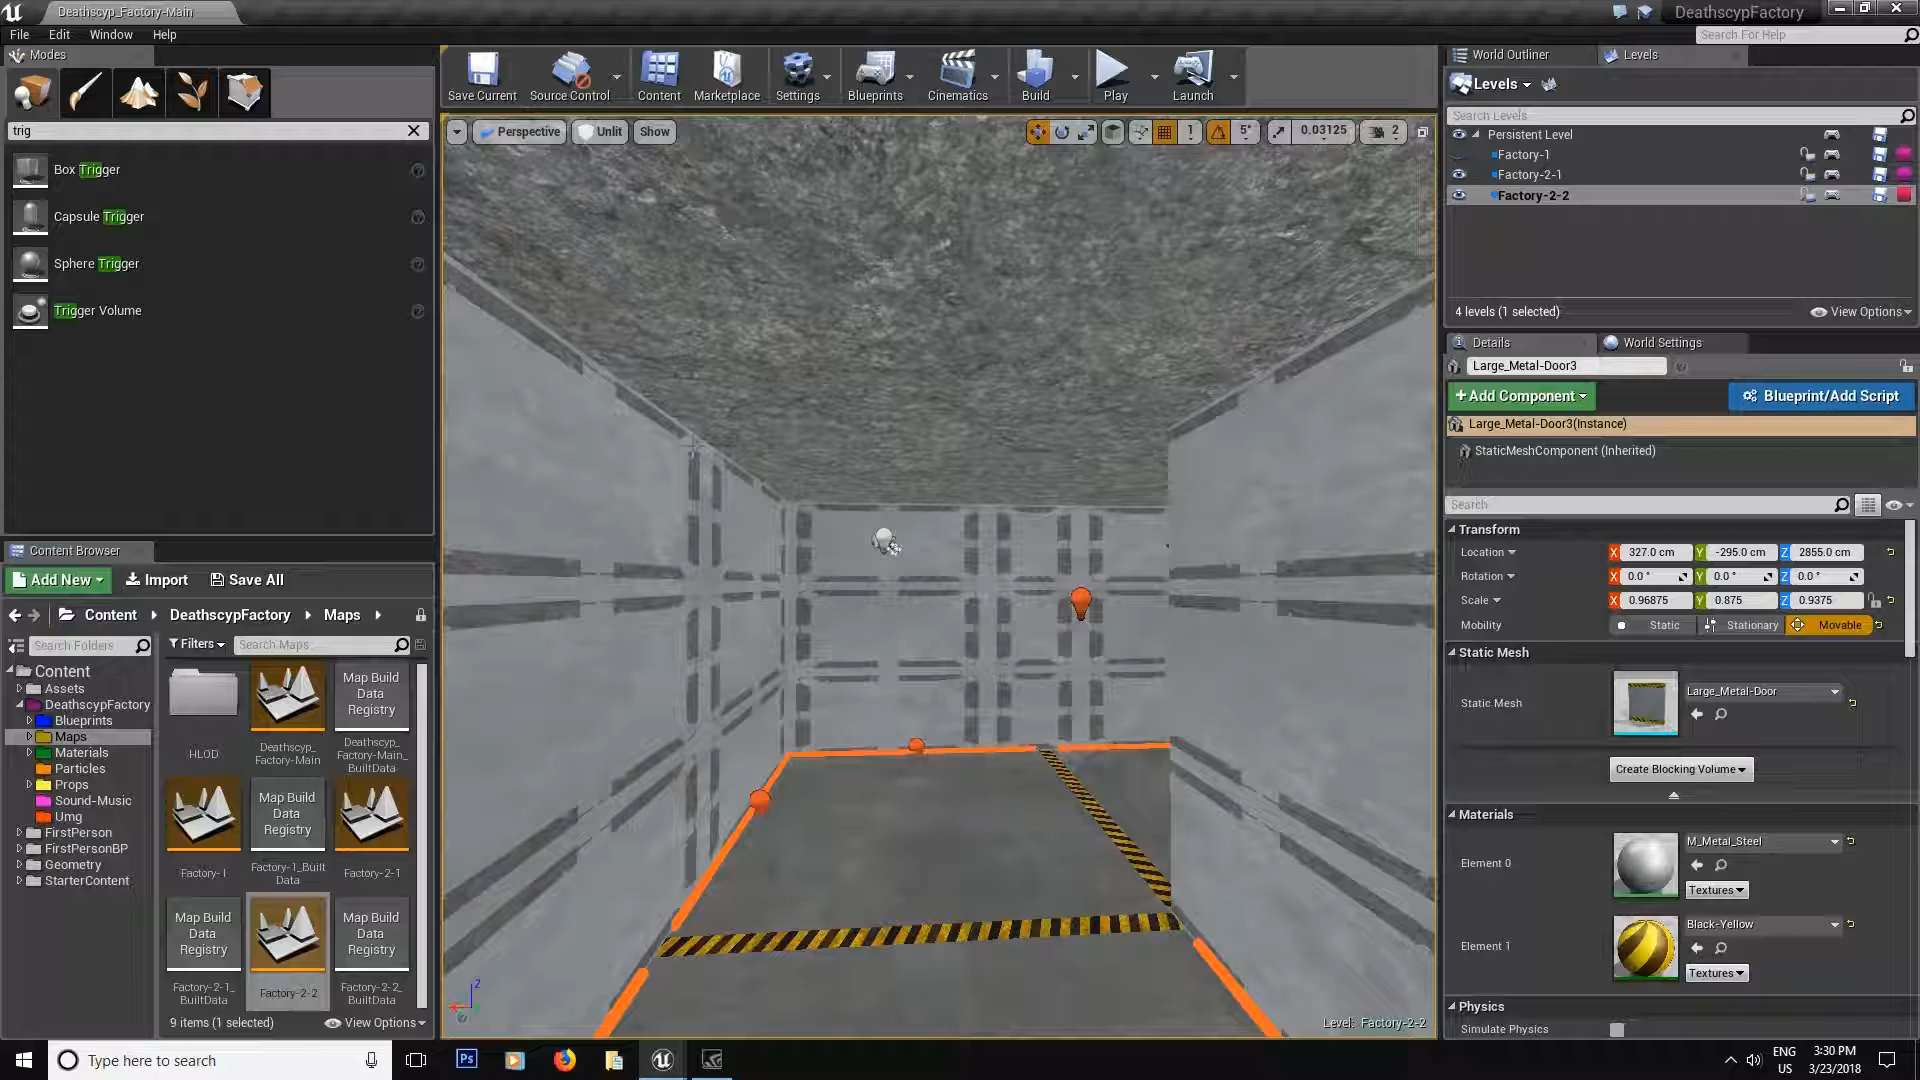 Deathscyp_Factory-Main
DeathscypFactory
File Edit Window Help
Search For Help
Modes
trig
Box Trigger
Capsule Trigger
Sphere Trigger
Trigger Volume
Save Current
Source Control
Content
Marketplace
Settings
Blueprints
Cinematics
Build
Play
Launch
Perspective
Unlit
Show
1
5°
0.03125
2
Level: Factory-2-2
World Outliner
Levels
Levels
Search Levels
Persistent Level
Factory-1
Factory-2-1
Factory-2-2
4 levels (1 selected)
View Options
Details
World Settings
Large_Metal-Door3
+Add Component
Blueprint/Add Script
Large_Metal-Door3(Instance)
StaticMeshComponent (Inherited)
Search
Transform
Location X 327.0 cm Y -295.0 cm Z 2855.0 cm
Rotation X 0.0 ° Y 0.0 ° Z 0.0 °
Scale X 0.96875 Y 0.875 Z 0.9375
Mobility Static Stationary Movable
Static Mesh
Static Mesh
Large_Metal-Door
Create Blocking Volume
Materials
Element 0
M_Metal_Steel
Textures
Element 1
Black-Yellow
Textures
Physics
Simulate Physics
Content Browser
Add New
Import
Save All
Content
DeathscypFactory
Maps
Search Folders
Filters
Search Maps
Content
Assets
DeathscypFactory
Blueprints
Maps
Materials
Particles
Props
Sound-Music
Umg
FirstPerson
FirstPersonBP
Geometry
StarterContent
HLOD
Deathscyp_
Factory-Main
Map Build
Data
Registry
Deathscyp_
Factory-Main_
BuiltData
Factory-1
Map Build
Data
Registry
Factory-1_Built
Data
Factory-2-1
Map Build
Data
Registry
Factory-2-1_
BuiltData
Factory-2-2
Map Build
Data
Registry
Factory-2-2_
BuiltData
9 items (1 selected)
View Options
Type here to search
Ps
ENG
US
3:30 PM
3/23/2018